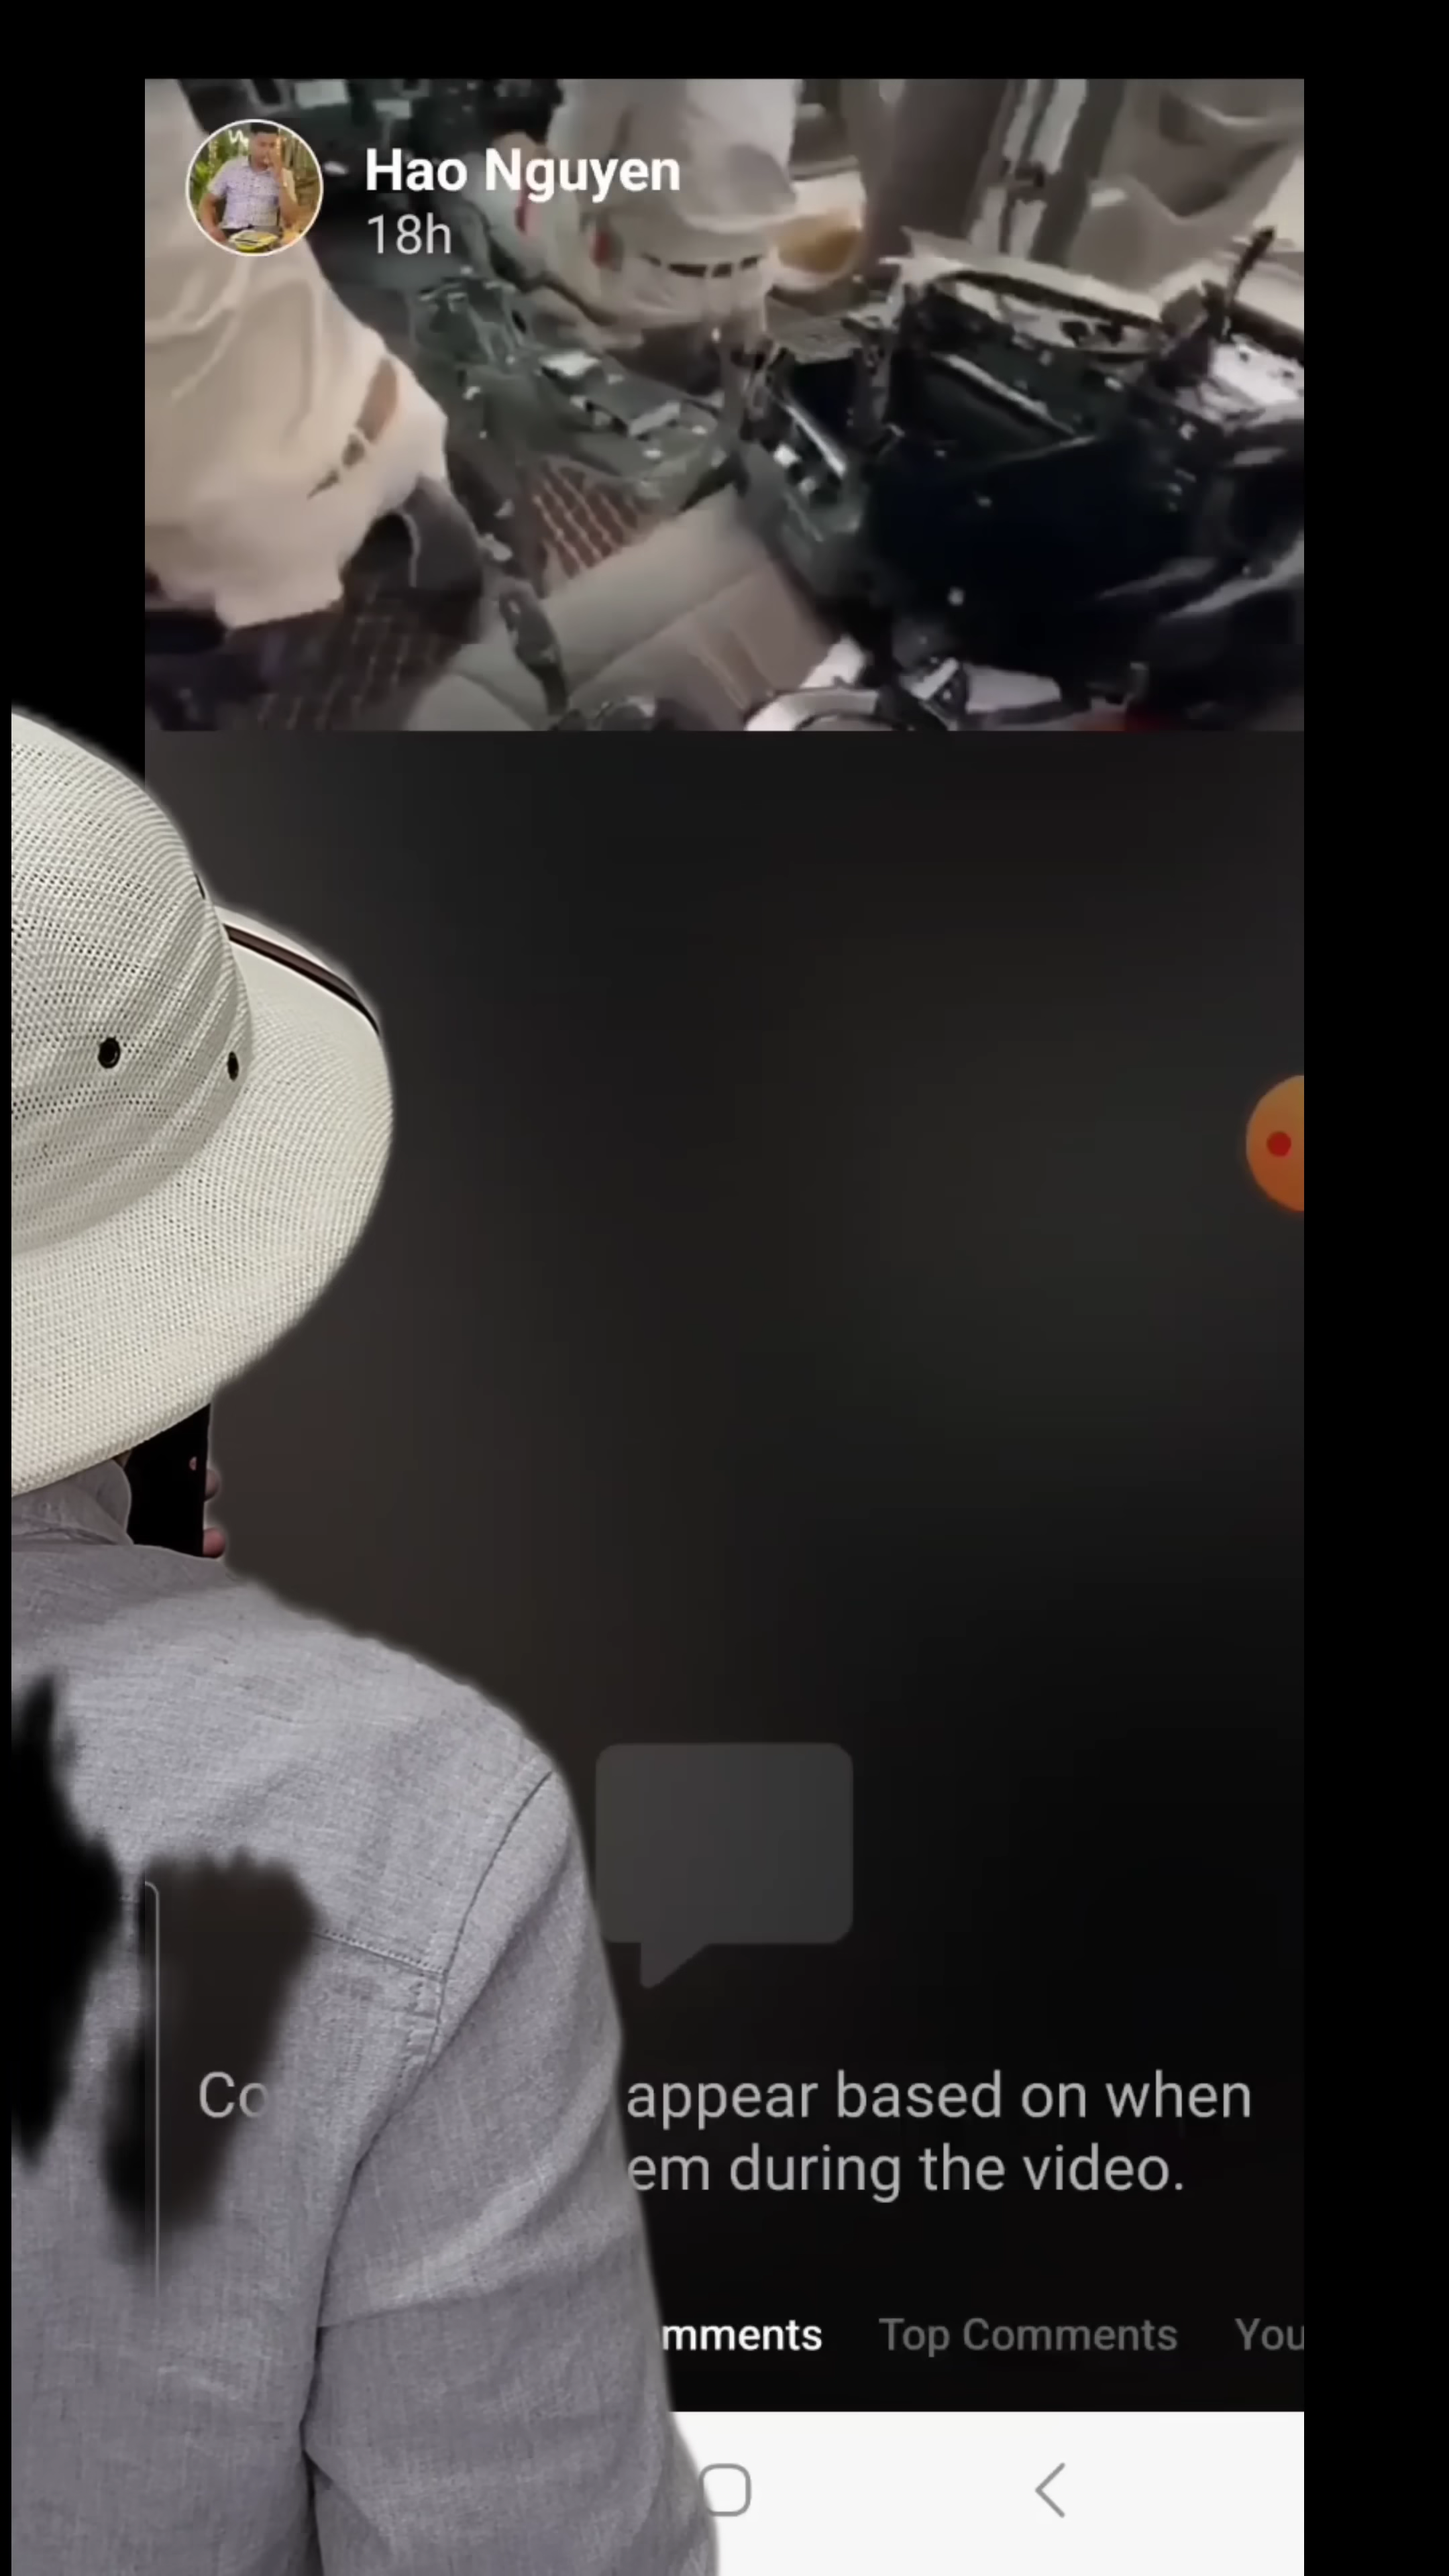 Hao Nguyen
18h
Co appear based on when
em during the video.
mments Top Comments You